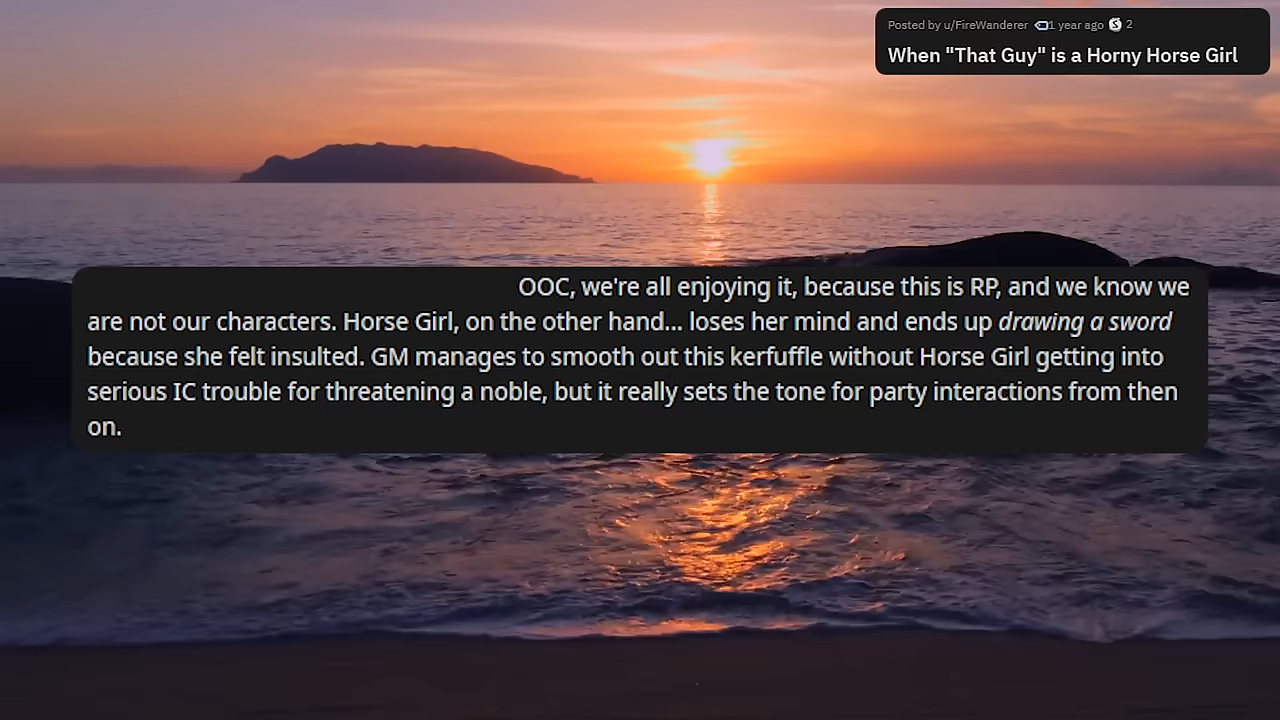 Posted by u/FireWanderer 1 year ago S 2
When "That Guy" is a Horny Horse Girl
OOC, we're all enjoying it, because this is RP, and we know we
are not our characters. Horse Girl, on the other hand... loses her mind and ends up drawing a sword
because she felt insulted. GM manages to smooth out this kerfuffle without Horse Girl getting into
serious IC trouble for threatening a noble, but it really sets the tone for party interactions from then
on.